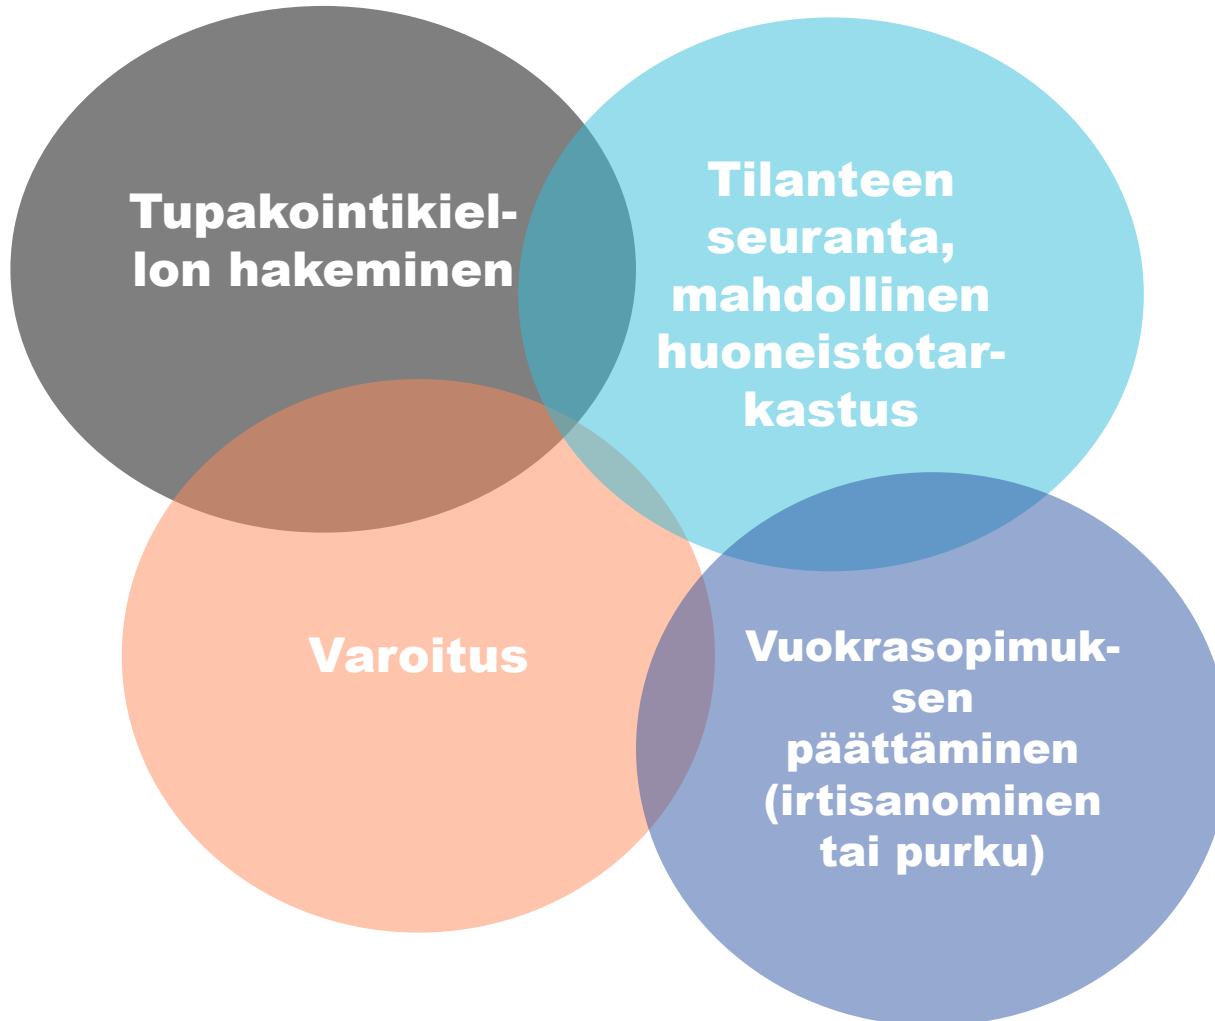 Tupakointikiel-
lon hakeminen
Tilanteen
seuranta,
mahdollinen
huoneistotar-
kastus
Varoitus
Vuokrasopimuk-
sen
päättäminen
(irtisanominen
tai purku)